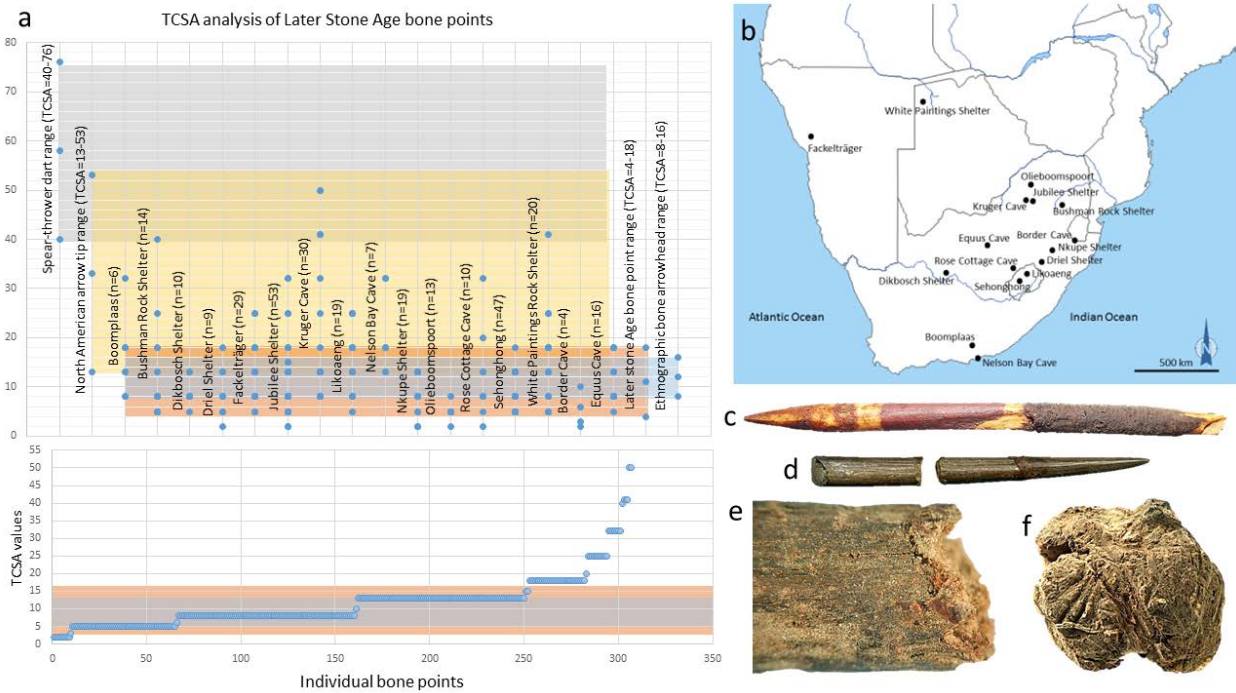 a
TCSA analysis of Later Stone Age bone points
80
70
60
50
40
30
20
10
0
Spear-thrower dart range (TCSA=40-76)
North American arrow tip range (TCSA=13-53)
Boomplaas (n=6)
Bushman Rock Shelter (n=14)
Dikbosch Shelter (n=10)
Driel Shelter (n=9)
Fackelträger (n=29)
Jubilee Shelter (n=53)
Kruger Cave (n=30)
Likoaeng (n=19)
Nelson Bay Cave (n=7)
Nkupe Shelter (n=19)
Olieboomspoort (n=13)
Rose Cottage Cave (n=10)
Sehonghong (n=47)
White Paintings Rock Shelter (n=20)
Border Cave (n=4)
Equus Cave (n=16)
Later stone Age bone point range (TCSA=4-18)
Ethnographic bone arrowhead range (TCSA=8-16)
TCSA values
55
50
45
40
35
30
25
20
15
10
5
0
0
50
100
150
200
250
300
350
Individual bone points
b
White Paintings Shelter
Fackelträger
Olieboomspoort
Jubilee Shelter
Kruger Cave
Bushman Rock Shelter
Equus Cave
Border Cave
Nkupe Shelter
Rose Cottage Cave
Driel Shelter
Likoaeng
Dikbosch Shelter
Sehonghong
Atlantic Ocean
Indian Ocean
Boomplaas
Nelson Bay Cave
500 km
c
d
e
f